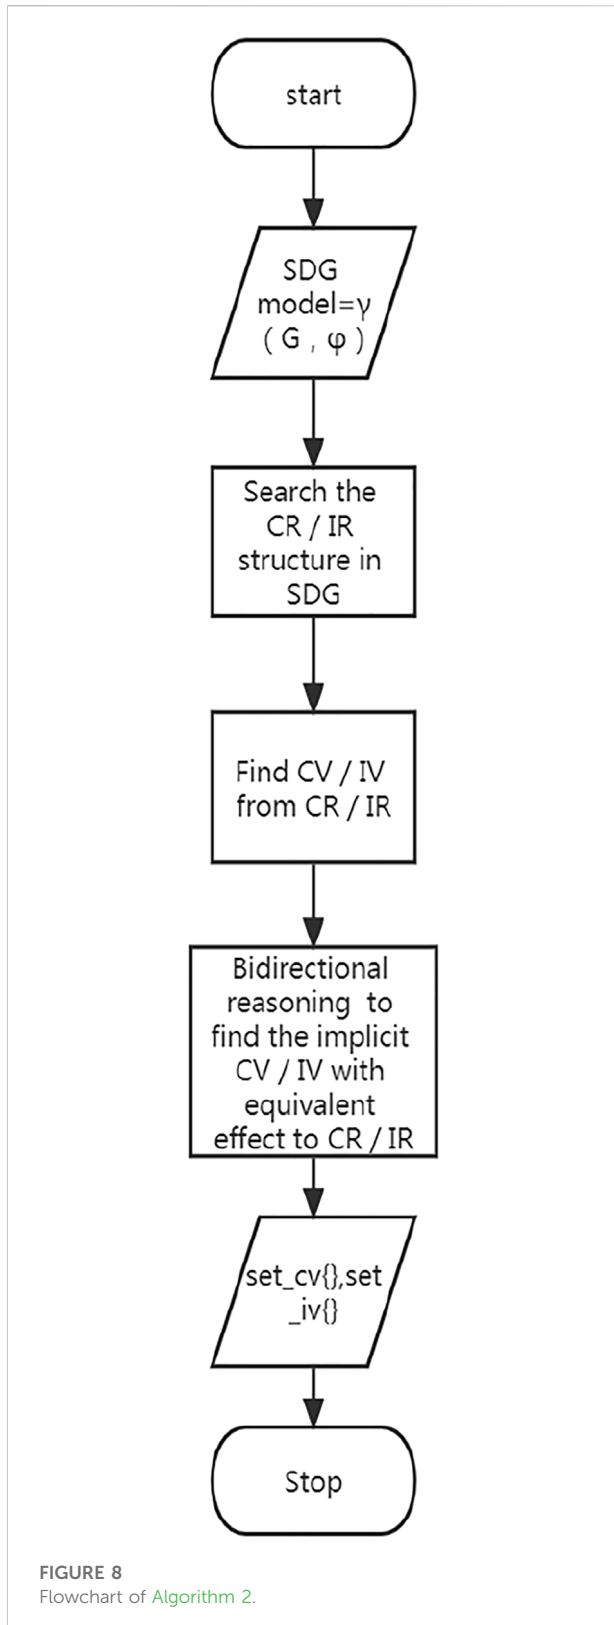 start
SDG
model=γ
( G , φ )
Search the
CR / IR
structure in
SDG
Find CV / IV
from CR / IR
Bidirectional
reasoning to
find the implicit
CV / IV with
equivalent
effect to CR / IR
set_cv{},set
_iv{}
Stop
FIGURE 8
Flowchart of Algorithm 2.